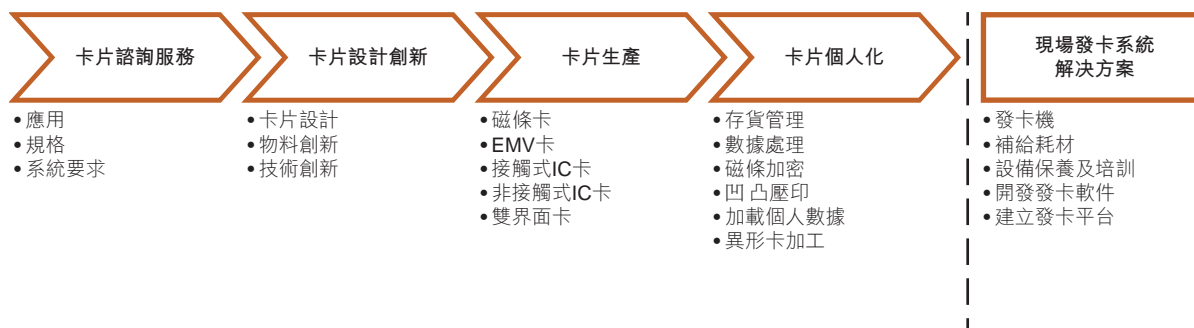 卡片諮詢服務
• 應用
• 規格
• 系統要求
卡片設計創新
• 卡片設計
• 物料創新
• 技術創新
卡片生產
• 磁條卡
• EMV卡
• 接觸式IC卡
• 非接觸式IC卡
• 雙界面卡
卡片個人化
• 存貨管理
• 數據處理
• 磁條加密
• 凹凸壓印
• 加載個人數據
• 異形卡加工
現場發卡系統
解決方案
• 發卡機
• 補給耗材
• 設備保養及培訓
• 開發發卡軟件
• 建立發卡平台